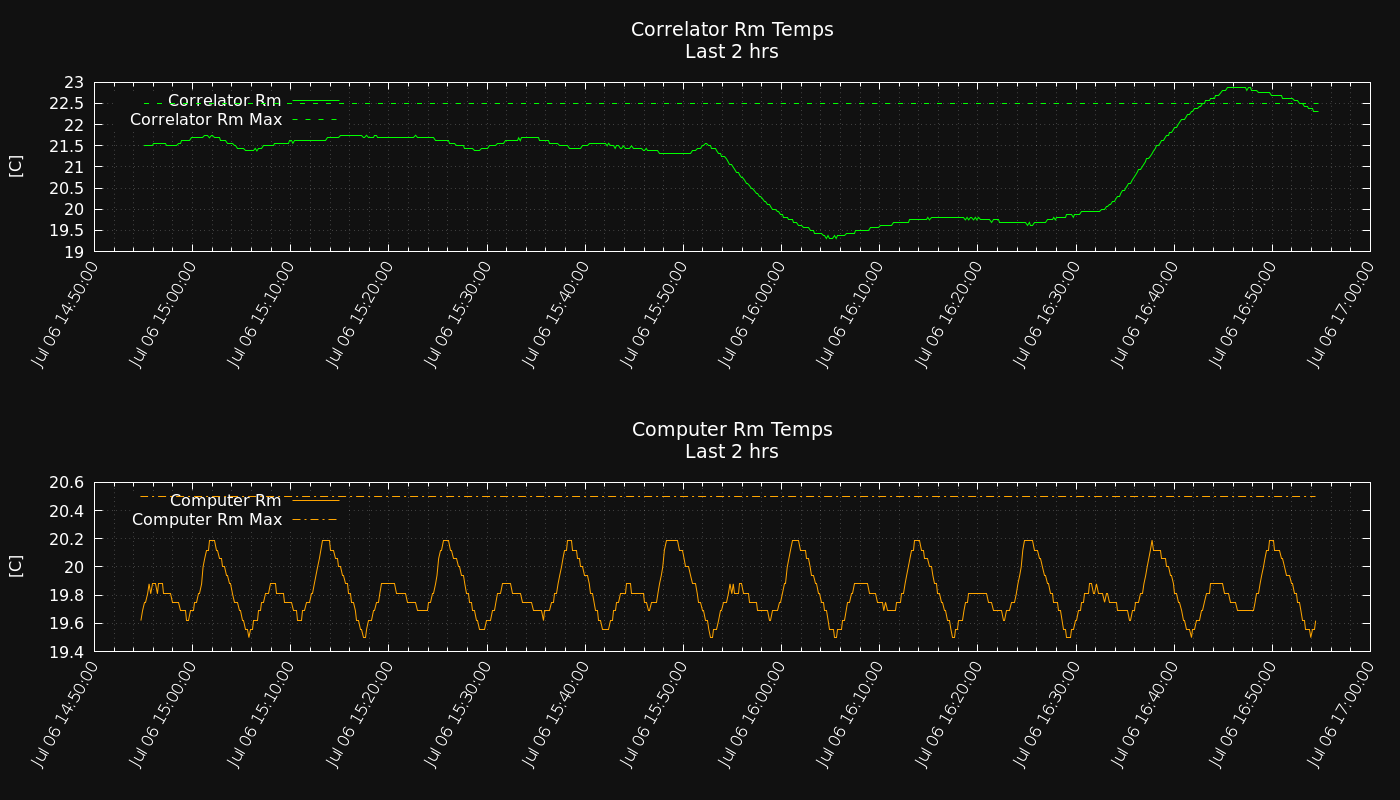 Correlator Rm Temps
Last 2 hrs
23
22.5
22
21.5
21
20.5
20
19.5
19
[C]
Correlator Rm
Correlator Rm Max
Jul 06 14:50:00
Jul 06 15:00:00
Jul 06 15:10:00
Jul 06 15:20:00
Jul 06 15:30:00
Jul 06 15:40:00
Jul 06 15:50:00
Jul 06 16:00:00
Jul 06 16:10:00
Jul 06 16:20:00
Jul 06 16:30:00
Jul 06 16:40:00
Jul 06 16:50:00
Jul 06 17:00:00
Computer Rm Temps
Last 2 hrs
20.6
20.4
20.2
20
19.8
19.6
19.4
[C]
Computer Rm
Computer Rm Max
Jul 06 14:50:00
Jul 06 15:00:00
Jul 06 15:10:00
Jul 06 15:20:00
Jul 06 15:30:00
Jul 06 15:40:00
Jul 06 15:50:00
Jul 06 16:00:00
Jul 06 16:10:00
Jul 06 16:20:00
Jul 06 16:30:00
Jul 06 16:40:00
Jul 06 16:50:00
Jul 06 17:00:00